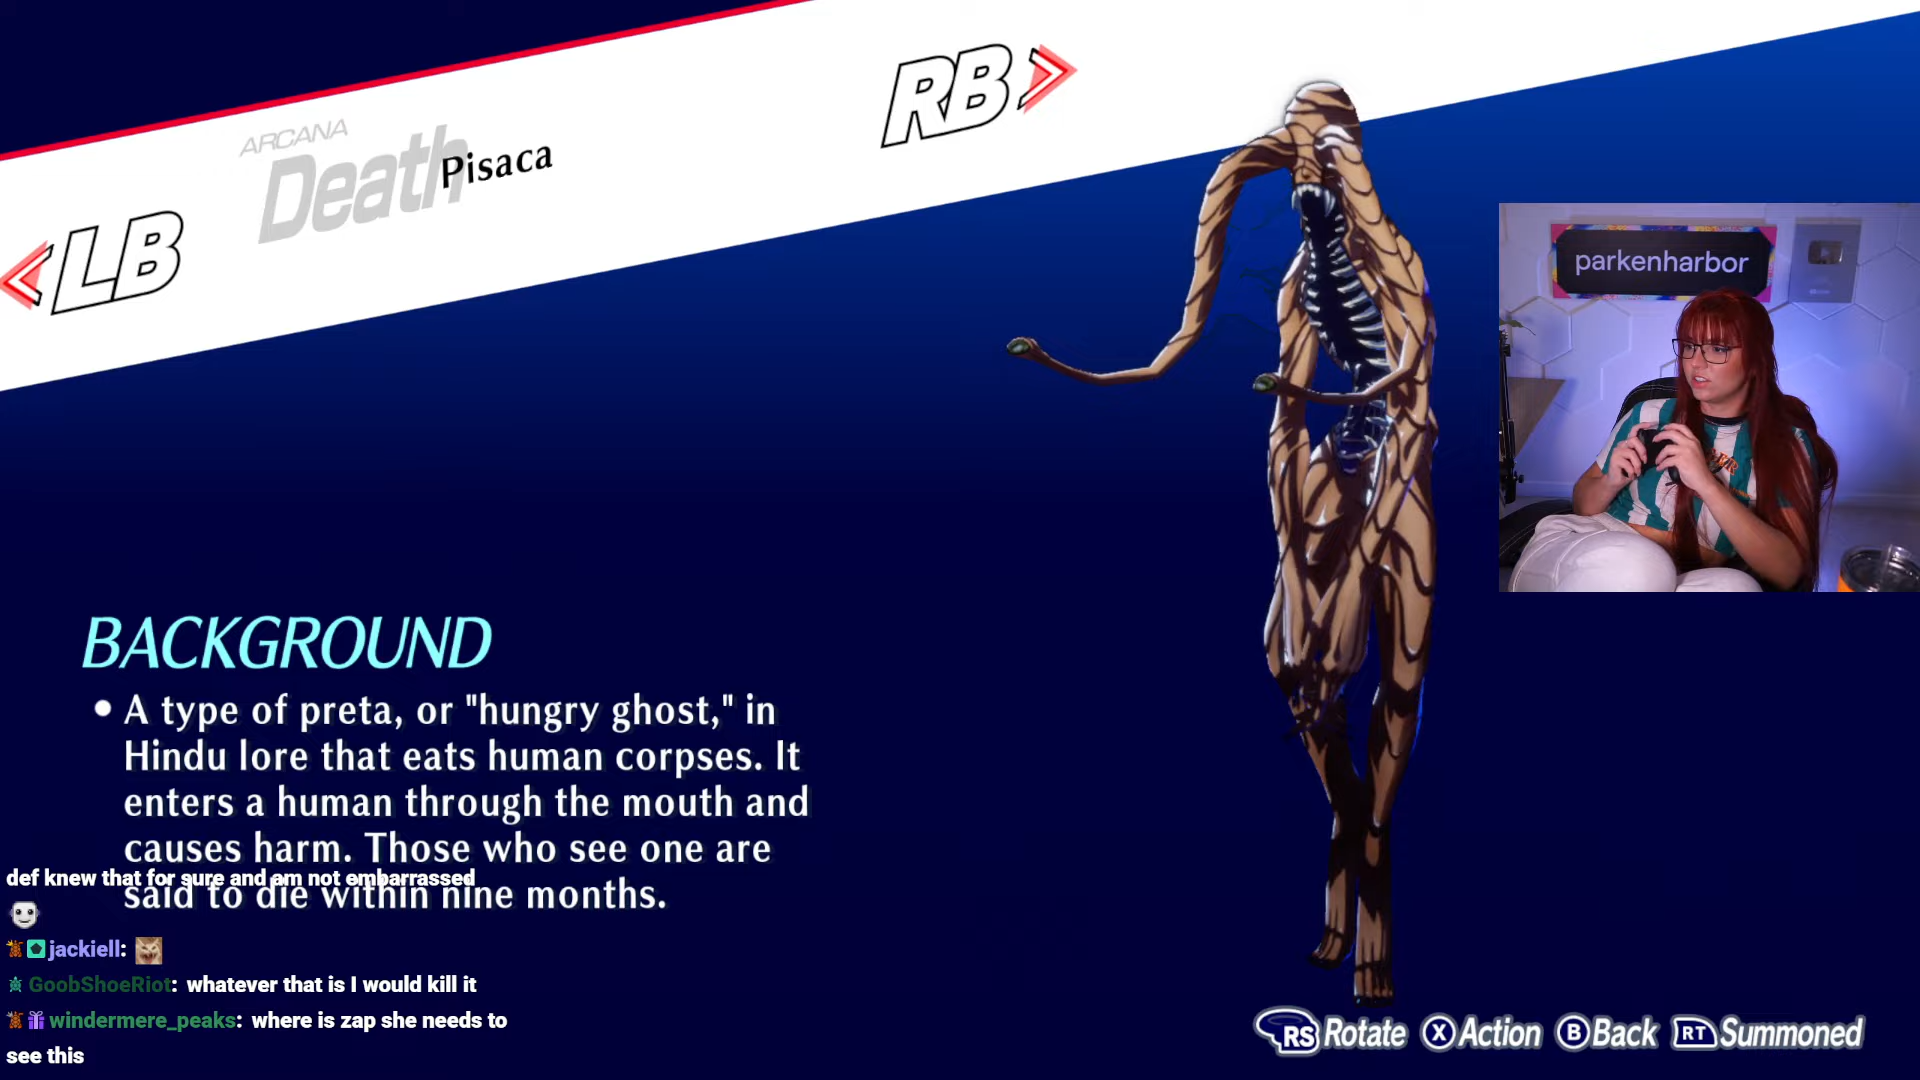 ARCANA
Death
Pisaca
RB
LB
parkenharbor
BACKGROUND
• A type of preta, or "hungry ghost," in
Hindu lore that eats human corpses. It
enters a human through the mouth and
causes harm. Those who see one are
said to die within nine months.
def knew that for sure and am not embarrassed
jackiell:
GoobShoeRiot: whatever that is I would kill it
windermere_peaks: where is zap she needs to
see this
RS Rotate X Action B Back RT Summoned